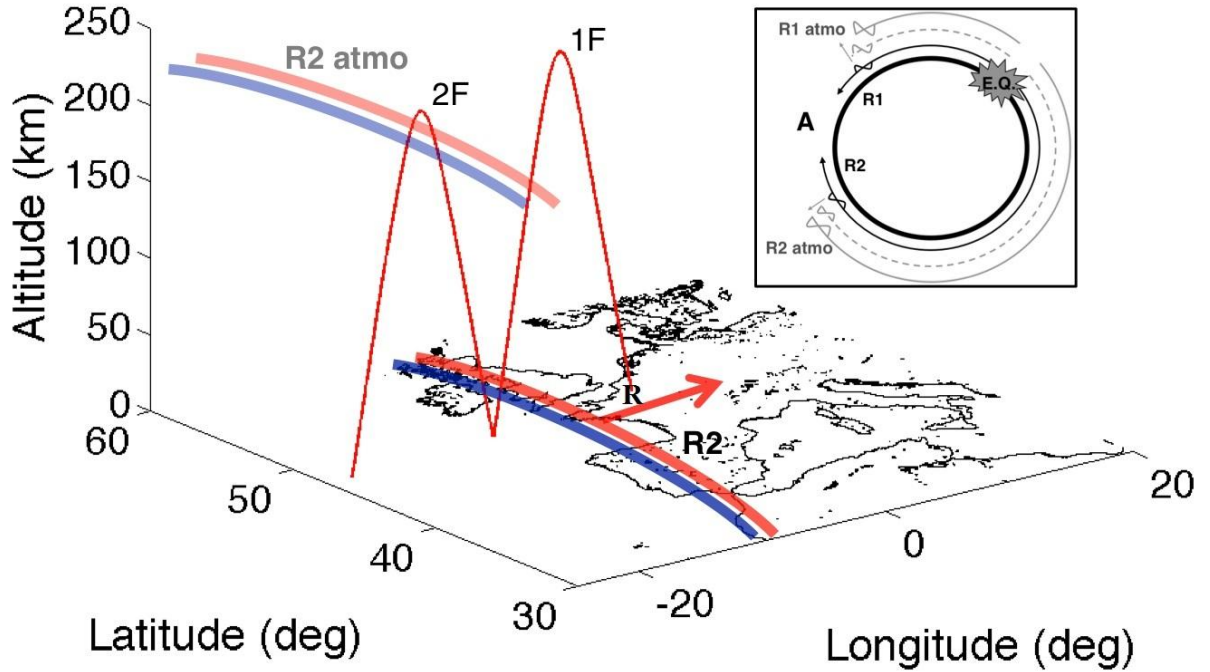 250
200
150
100
50
0
Altitude (km)
R2 atmo
2F
1F
R1 atmo
E.Q.
R1
A
R2
R2 atmo
R
R2
60
50
40
30
Latitude (deg)
-20
0
20
Longitude (deg)